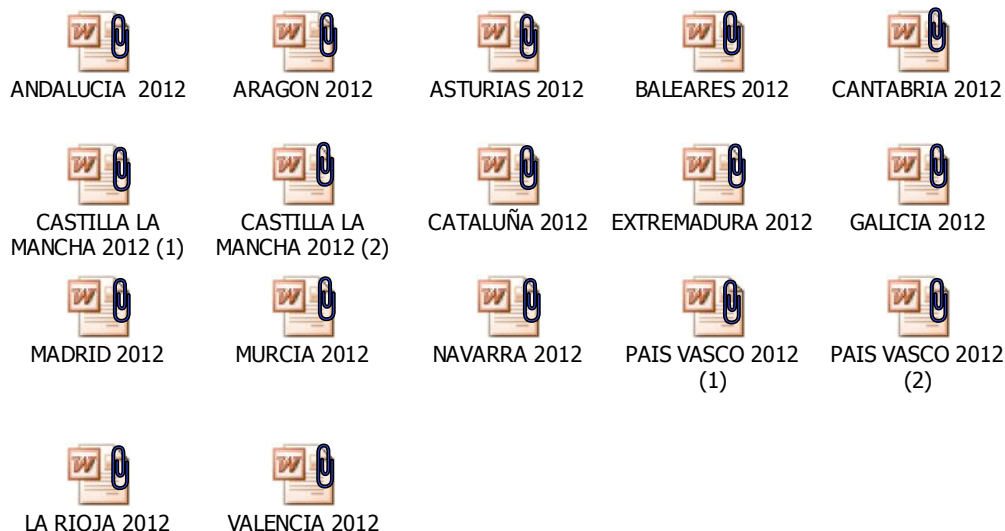 ANDALUCIA 2012
ARAGON 2012
ASTURIAS 2012
BALEARES 2012
CANTABRIA 2012
CASTILLA LA
MANCHA 2012 (1)
CASTILLA LA
MANCHA 2012 (2)
CATALUÑA 2012
EXTREMADURA 2012
GALICIA 2012
MADRID 2012
MURCIA 2012
NAVARRA 2012
PAIS VASCO 2012
(1)
PAIS VASCO 2012
(2)
LA RIOJA 2012
VALENCIA 2012